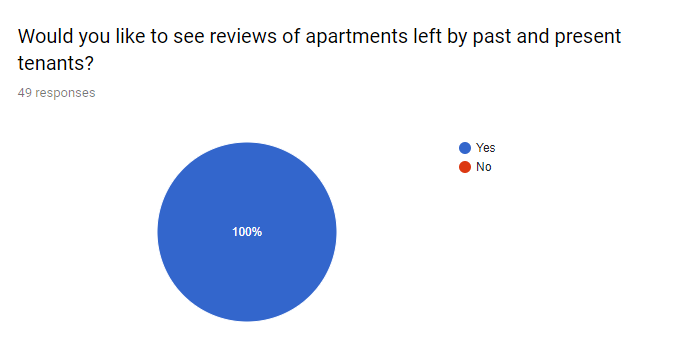 Would you like to see reviews of apartments left by past and present
tenants?
49 responses
Yes
No
100%